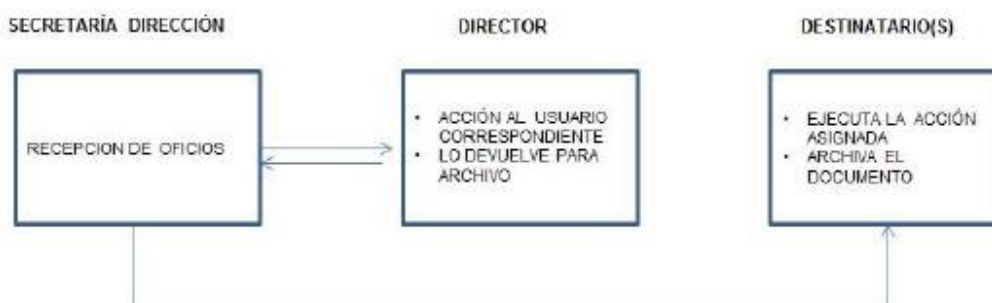 SECRETARÍA DIRECCIÓN
DIRECTOR
DESTINATARIO(S)
RECEPCION DE OFICIOS
• ACCIÓN AL USUARIO
CORRESPONDIENTE
• LO DEVUELVE PARA
ARCHIVO
• EJECUTA LA ACCIÓN
ASIGNADA
• ARCHIVA EL
DOCUMENTO